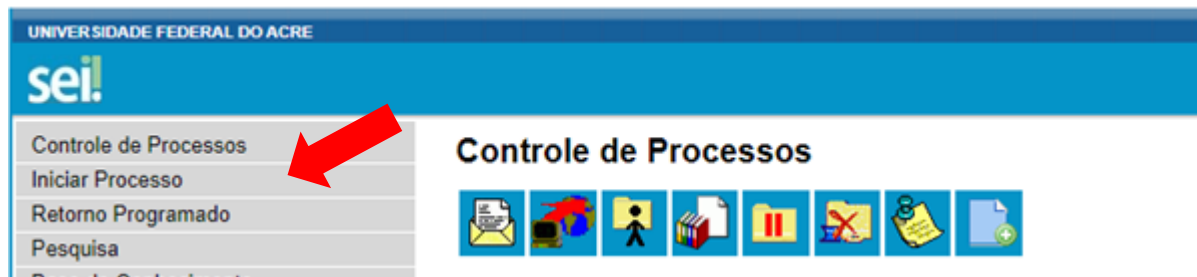 UNIVERSIDADE FEDERAL DO ACRE
sei!
Controle de Processos
Iniciar Processo
Retorno Programado
Pesquisa
Controle de Processos